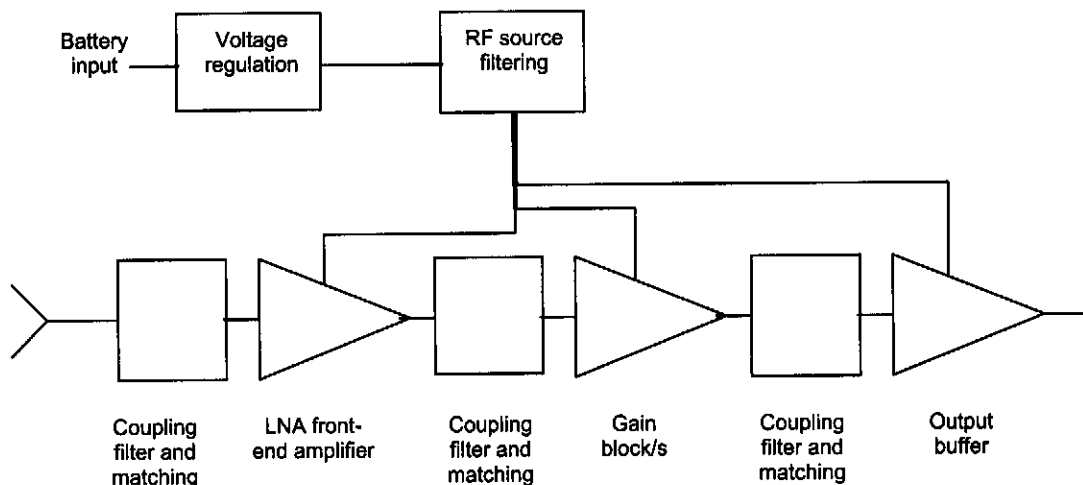 Battery
input
Voltage
regulation
RF source
filtering
Coupling
filter and
matching
LNA front-
end amplifier
Coupling
filter and
matching
Gain
block/s
Coupling
filter and
matching
Output
buffer